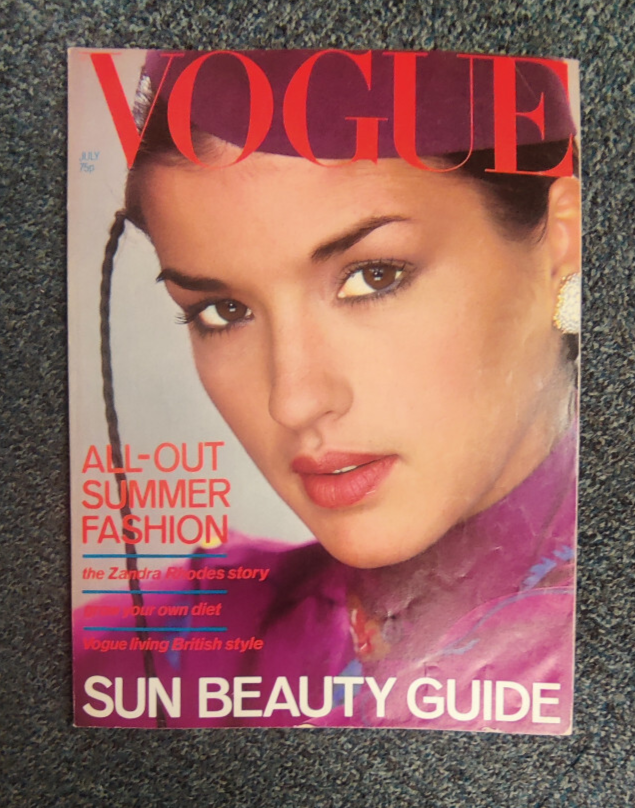 VOGUE
JULY
75p
ALL-OUT
SUMMER
FASHION
the Zandra Rhodes story
your own diet
Vogue living British style
SUN BEAUTY GUIDE